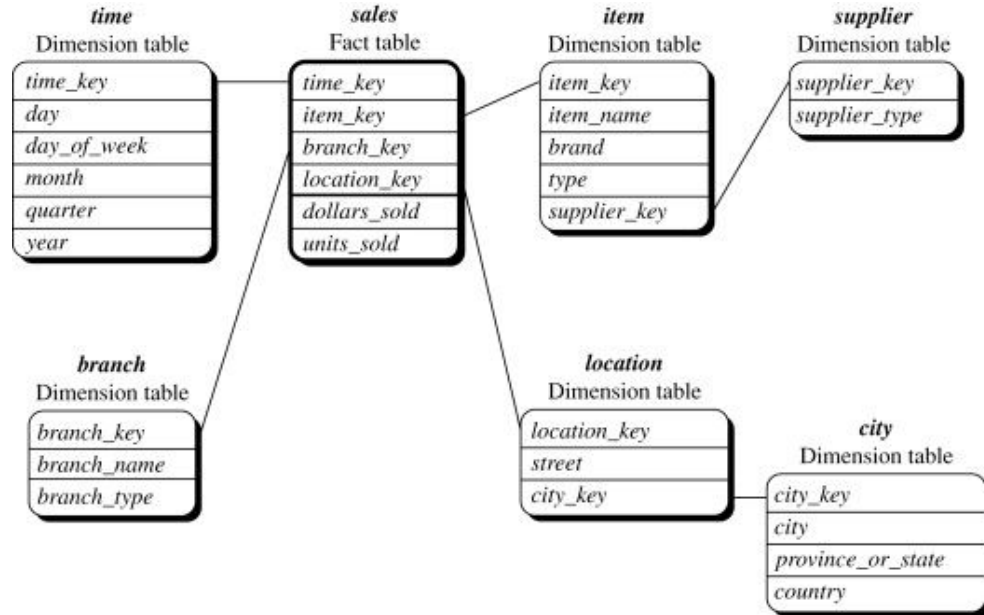 time
Dimension table
time_key
day
day_of_week
month
quarter
year
sales
Fact table
time_key
item_key
branch_key
location_key
dollars_sold
units_sold
item
Dimension table
item_key
item_name
brand
type
supplier_key
supplier
Dimension table
supplier_key
supplier_type
branch
Dimension table
branch_key
branch_name
branch_type
location
Dimension table
location_key
street
city_key
city
Dimension table
city_key
city
province_or_state
country